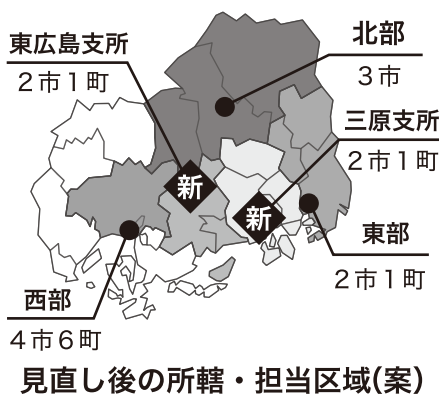 東広島支所
2市1町
北部
3市
三原支所
2市1町
新
新
東部
2市1町
西部
4市6町
見直し後の所轄・担当区域(案)